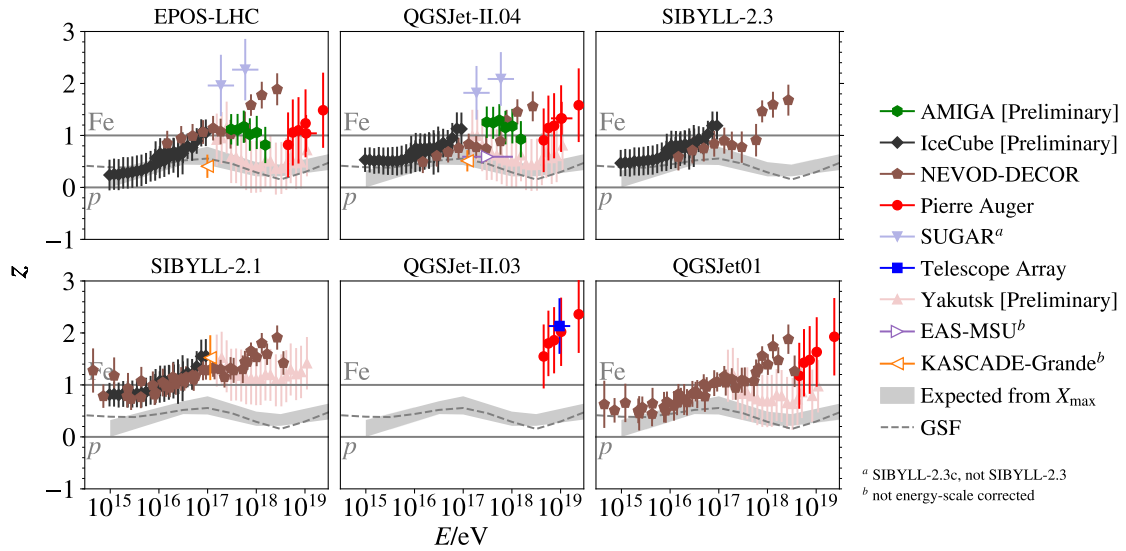 EPOS-LHC
QGSJet-II.04
SIBYLL-2.3
3
2
1
0
−1
Fe
p
Fe
p
Fe
p
z
SIBYLL-2.1
QGSJet-II.03
QGSJet01
3
2
1
0
−1
Fe
p
Fe
p
Fe
p
10^15 10^16 10^17 10^18 10^19
10^15 10^16 10^17 10^18 10^19
10^15 10^16 10^17 10^18 10^19
E/eV
AMIGA [Preliminary]
IceCube [Preliminary]
NEVOD-DECOR
Pierre Auger
SUGAR^a
Telescope Array
Yakutsk [Preliminary]
EAS-MSU^b
KASCADE-Grande^b
Expected from X_max
GSF
^a SIBYLL-2.3c, not SIBYLL-2.3
^b not energy-scale corrected